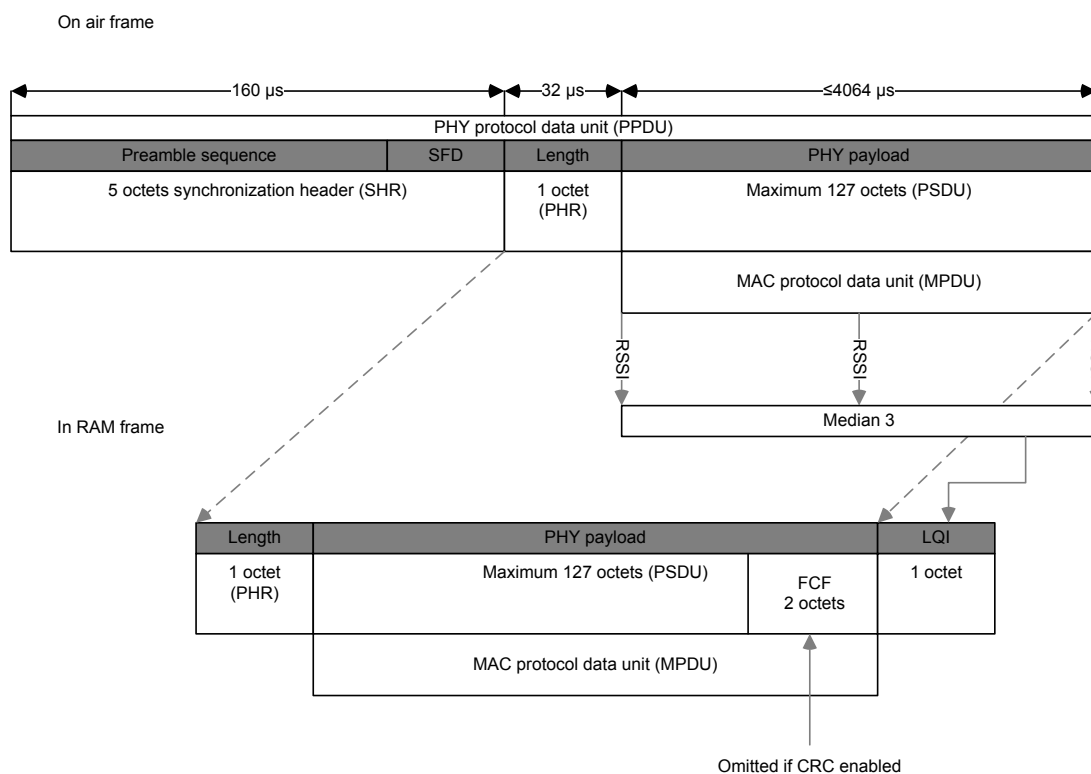 On air frame
160 µs
32 µs
≤4064 µs
PHY protocol data unit (PPDU)
Preamble sequence
SFD
Length
PHY payload
5 octets synchronization header (SHR)
1 octet
(PHR)
Maximum 127 octets (PSDU)
MAC protocol data unit (MPDU)
RSSI
RSSI
In RAM frame
Median 3
Length
PHY payload
LQI
1 octet
(PHR)
Maximum 127 octets (PSDU)
FCF
2 octets
1 octet
MAC protocol data unit (MPDU)
Omitted if CRC enabled